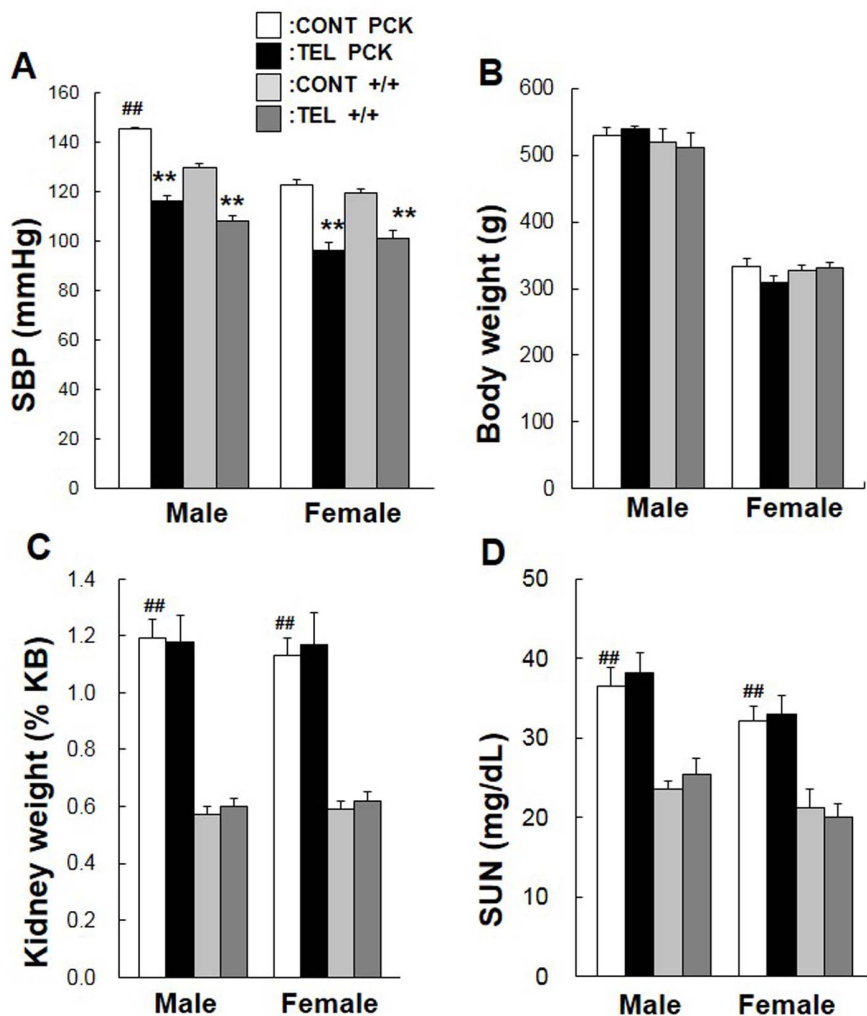 :CONT PCK
:TEL PCK
:CONT +/+
:TEL +/+
A
SBP (mmHg)
160
140
120
100
80
60
40
20
0
##
**
**
**
**
Male Female
B
Body weight (g)
600
500
400
300
200
100
0
Male Female
C
Kidney weight (% KB)
1.4
1.2
1.0
0.8
0.6
0.4
0.2
0.0
##
##
Male Female
D
SUN (mg/dL)
50
40
30
20
10
0
##
##
Male Female